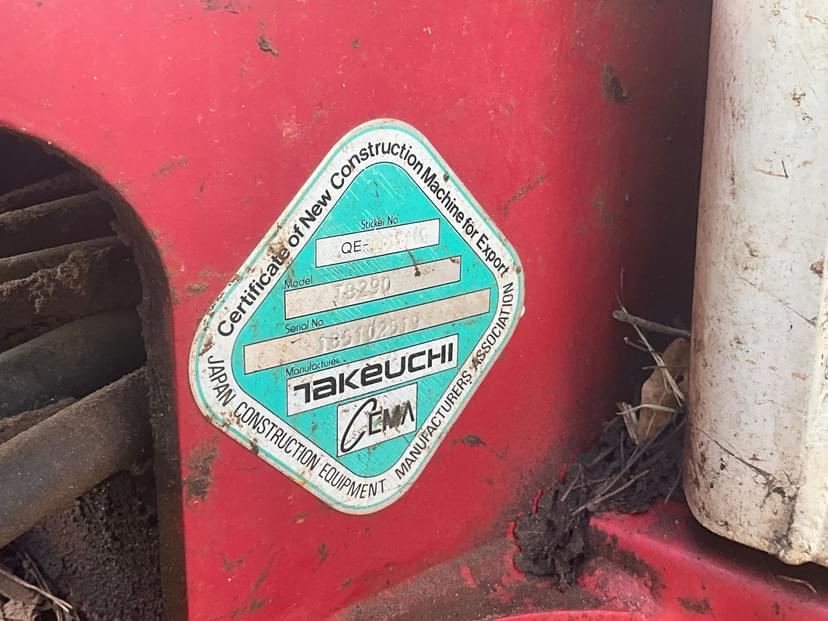 Certificate of New Construction Machine for Export
Sticker No.
QE-
Model
TB290
Serial No.
Manufacturer
TAKEUCHI
CEMA
JAPAN CONSTRUCTION EQUIPMENT MANUFACTURERS ASSOCIATION